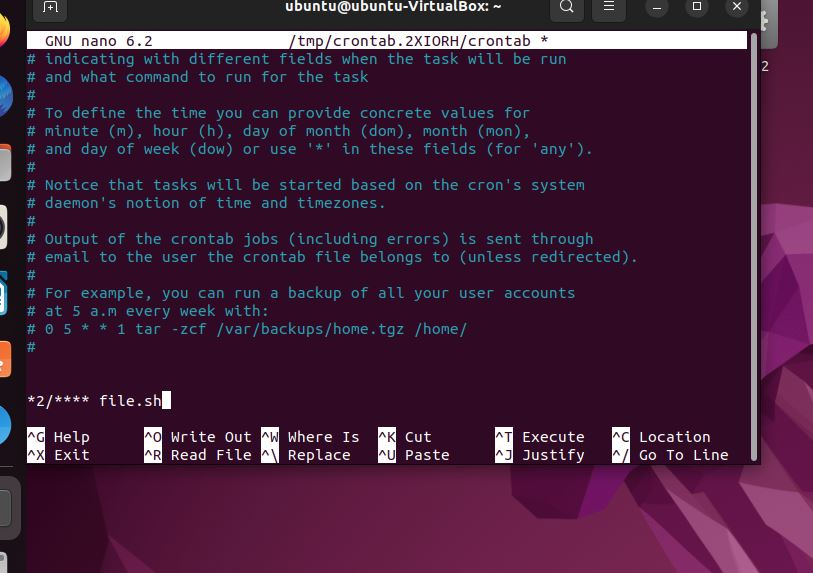 ubuntu@ubuntu-VirtualBox: ~
GNU nano 6.2 /tmp/crontab.2XIORH/crontab *
# indicating with different fields when the task will be run
# and what command to run for the task
#
# To define the time you can provide concrete values for
# minute (m), hour (h), day of month (dom), month (mon),
# and day of week (dow) or use '*' in these fields (for 'any').
#
# Notice that tasks will be started based on the cron's system
# daemon's notion of time and timezones.
#
# Output of the crontab jobs (including errors) is sent through
# email to the user the crontab file belongs to (unless redirected).
#
# For example, you can run a backup of all your user accounts
# at 5 a.m every week with:
# 0 5 * * 1 tar -zcf /var/backups/home.tgz /home/
#
*2/**** file.sh
^G Help ^O Write Out ^W Where Is ^K Cut ^T Execute ^C Location
^X Exit ^R Read File ^\ Replace ^U Paste ^J Justify ^/ Go To Line
2